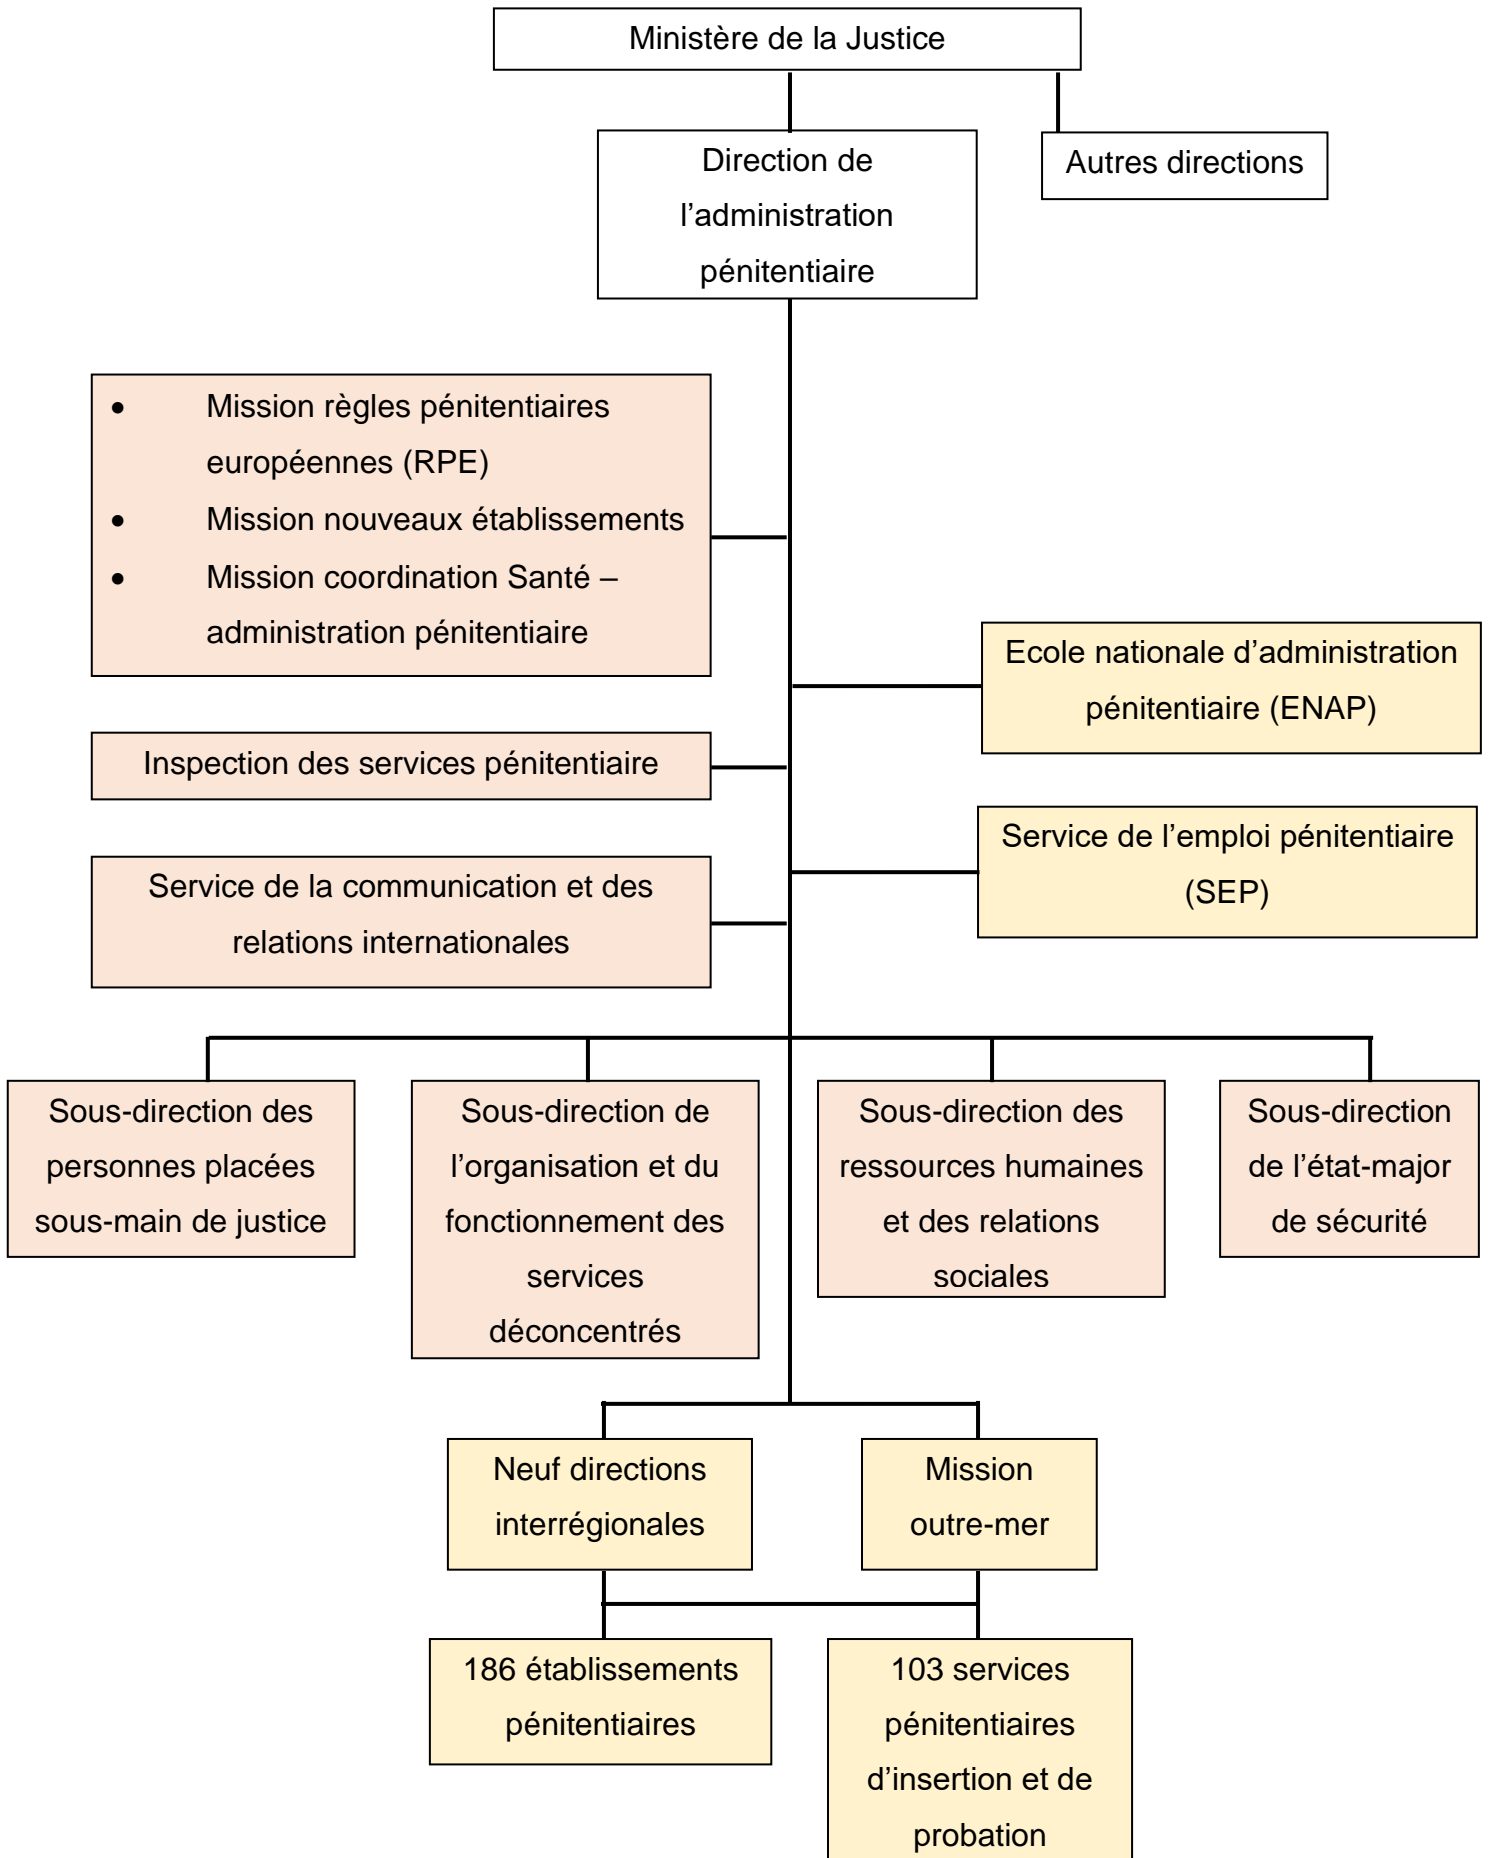 Ministère de la Justice
Direction de
l’administration
pénitentiaire
Autres directions
• Mission règles pénitentiaires
européennes (RPE)
• Mission nouveaux établissements
• Mission coordination Santé –
administration pénitentiaire
Ecole nationale d’administration
pénitentiaire (ENAP)
Inspection des services pénitentiaire
Service de l’emploi pénitentiaire
(SEP)
Service de la communication et des
relations internationales
Sous-direction des
personnes placées
sous-main de justice
Sous-direction de
l’organisation et du
fonctionnement des
services
déconcentrés
Sous-direction des
ressources humaines
et des relations
sociales
Sous-direction
de l’état-major
de sécurité
Neuf directions
interrégionales
Mission
outre-mer
186 établissements
pénitentiaires
103 services
pénitentiaires
d’insertion et de
probation